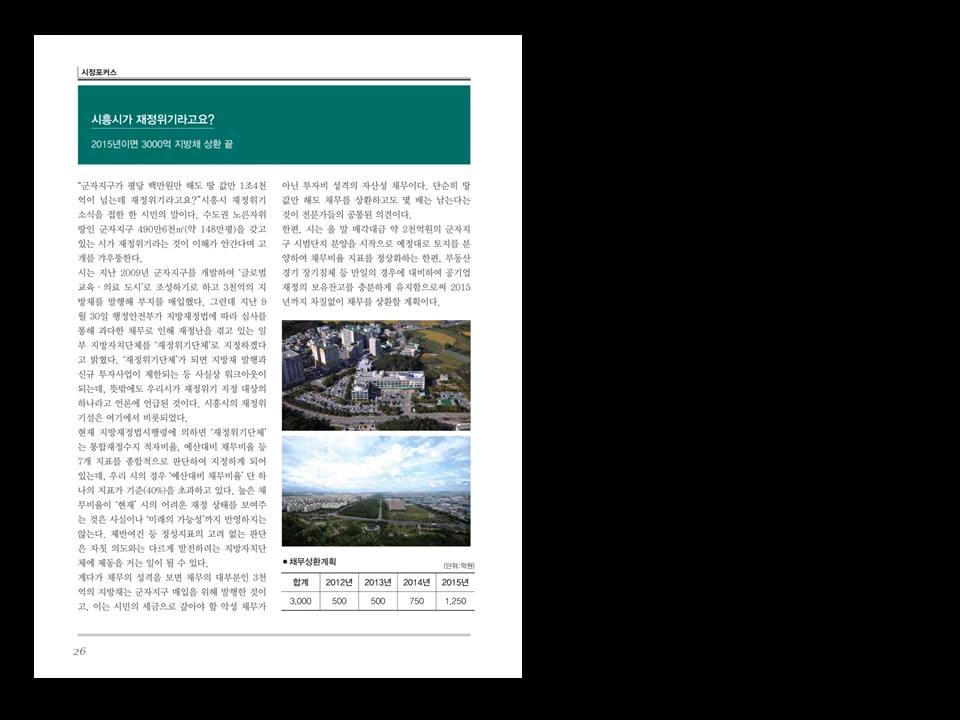 시정포커스
시흥시가 재정위기라고요?
2015년이면 3000억 지방채 상환 끝
“군자지구가 평당 백만원만 해도 땅 값만 1조4천
억이 넘는데 재정위기라고요?”시흥시 재정위기
소식을 접한 한 시민의 말이다. 수도권 노른자위
땅인 군자지구 490만6천㎡(약 148만평)을 갖고
있는 시가 재정위기라는 것이 이해가 안간다며 고
개를 갸우뚱한다.
시는 지난 2009년 군자지구를 개발하여 ‘글로벌
교육·의료 도시’로 조성하기로 하고 3천억의 지
방채를 발행해 부지를 매입했다. 그런데 지난 9
월 30일 행정안전부가 지방재정법에 따라 심사를
통해 과다한 채무로 인해 재정난을 겪고 있는 일
부 지방자치단체를 ‘재정위기단체’로 지정하겠다
고 밝혔다. ‘재정위기단체’가 되면 지방채 발행과
신규 투자사업이 제한되는 등 사실상 워크아웃이
되는데, 뜻밖에도 우리시가 재정위기 지정 대상의
하나라고 언론에 언급된 것이다. 시흥시의 재정위
기설은 여기에서 비롯되었다.
현재 지방재정법시행령에 의하면 ‘재정위기단체’
는 통합재정수지 적자비율, 예산대비 채무비율 등
7개 지표를 종합적으로 판단하여 지정하게 되어
있는데, 우리 시의 경우 ‘예산대비 채무비율’ 단 하
나의 지표가 기준(40%)을 초과하고 있다. 높은 채
무비율이 ‘현재’ 시의 어려운 재정 상태를 보여주
는 것은 사실이나 ‘미래의 가능성’까지 반영하지는
않는다. 제반여건 등 정성지표의 고려 없는 판단
은 자칫 의도와는 다르게 발전하려는 지방자치단
체에 제동을 거는 일이 될 수 있다.
게다가 채무의 성격을 보면 채무의 대부분인 3천
억의 지방채는 군자지구 매입을 위해 발행한 것이
고, 이는 시민의 세금으로 갚아야 할 악성 채무가
아닌 투자비 성격의 자산성 채무이다. 단순히 땅
값만 해도 채무를 상환하고도 몇 배는 남는다는
것이 전문가들의 공통된 의견이다.
한편, 시는 올 말 매각대금 약 2천억원의 군자지
구 시범단지 분양을 시작으로 예정대로 토지를 분
양하여 채무비율 지표를 정상화하는 한편, 부동산
경기 장기침체 등 만일의 경우에 대비하여 공기업
재정의 보유잔고를 충분하게 유지함으로써 2015
년까지 차질없이 채무를 상환할 계획이다.
■ 채무상환계획
(단위:억원)
합계 2012년 2013년 2014년 2015년
3,000 500 500 750 1,250
26